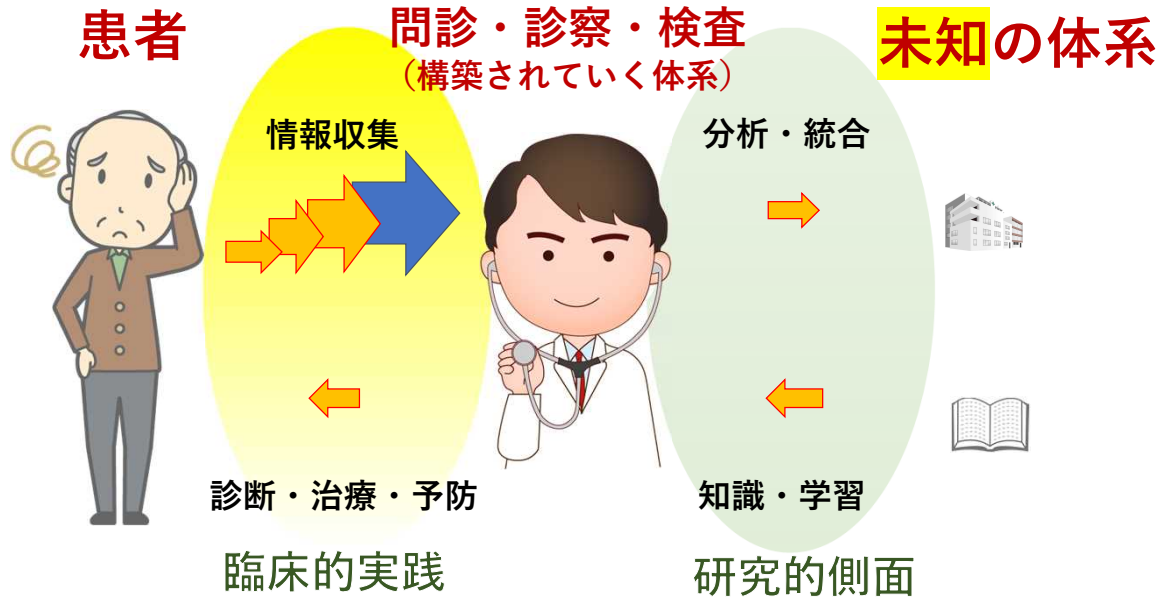 患者
問診・診察・検査
（構築されていく体系）
未知の体系
情報収集
分析・統合
診断・治療・予防
知識・学習
臨床的実践
研究的側面